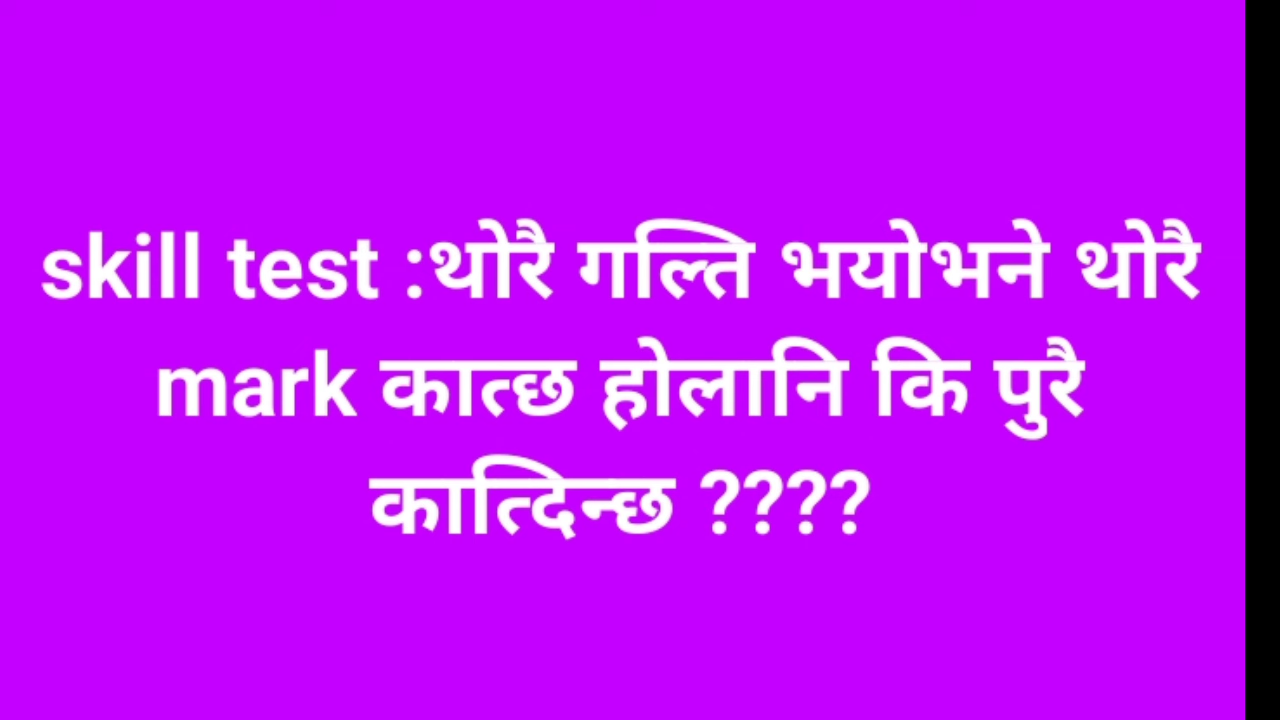 skill test :थोरै गल्ति भयोभने थोरै
mark कात्छ होलानि कि पुरै
कात्दिन्छ ????